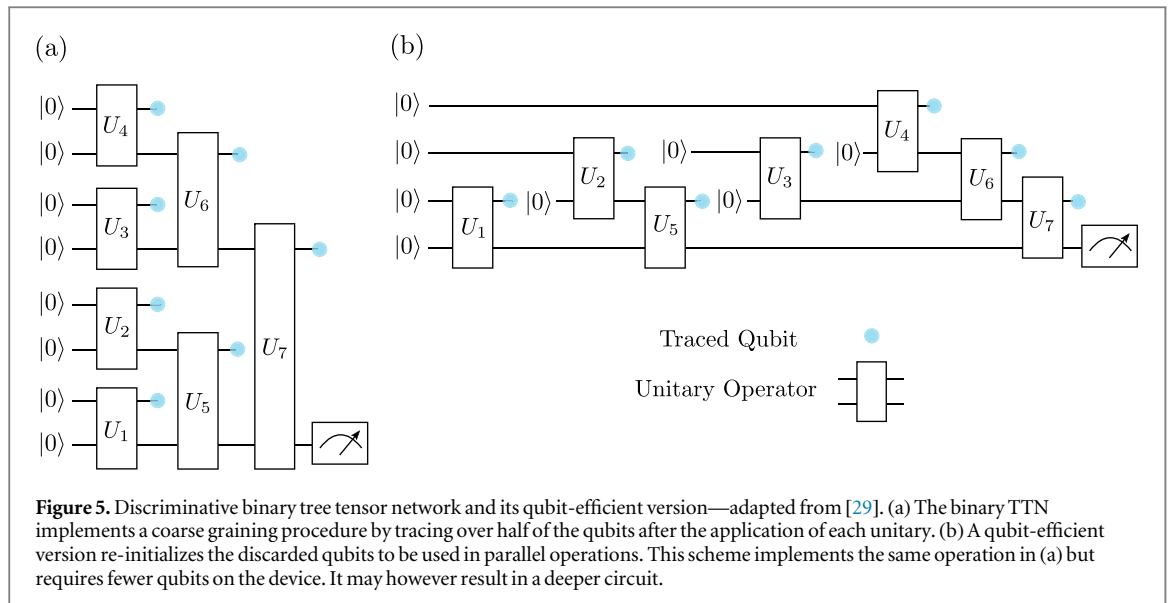 (a)
(b)
|0⟩
|0⟩
|0⟩
|0⟩
|0⟩
|0⟩
|0⟩
|0⟩
U4
U3
U2
U1
U6
U5
U7
|0⟩
|0⟩
|0⟩
|0⟩
U1
|0⟩
U2
U5
|0⟩
|0⟩
U3
|0⟩
U4
U6
U7
Traced Qubit
Unitary Operator
Figure 5. Discriminative binary tree tensor network and its qubit-efficient version—adapted from [29]. (a) The binary TTN
implements a coarse graining procedure by tracing over half of the qubits after the application of each unitary. (b) A qubit-efficient
version re-initializes the discarded qubits to be used in parallel operations. This scheme implements the same operation in (a) but
requires fewer qubits on the device. It may however result in a deeper circuit.